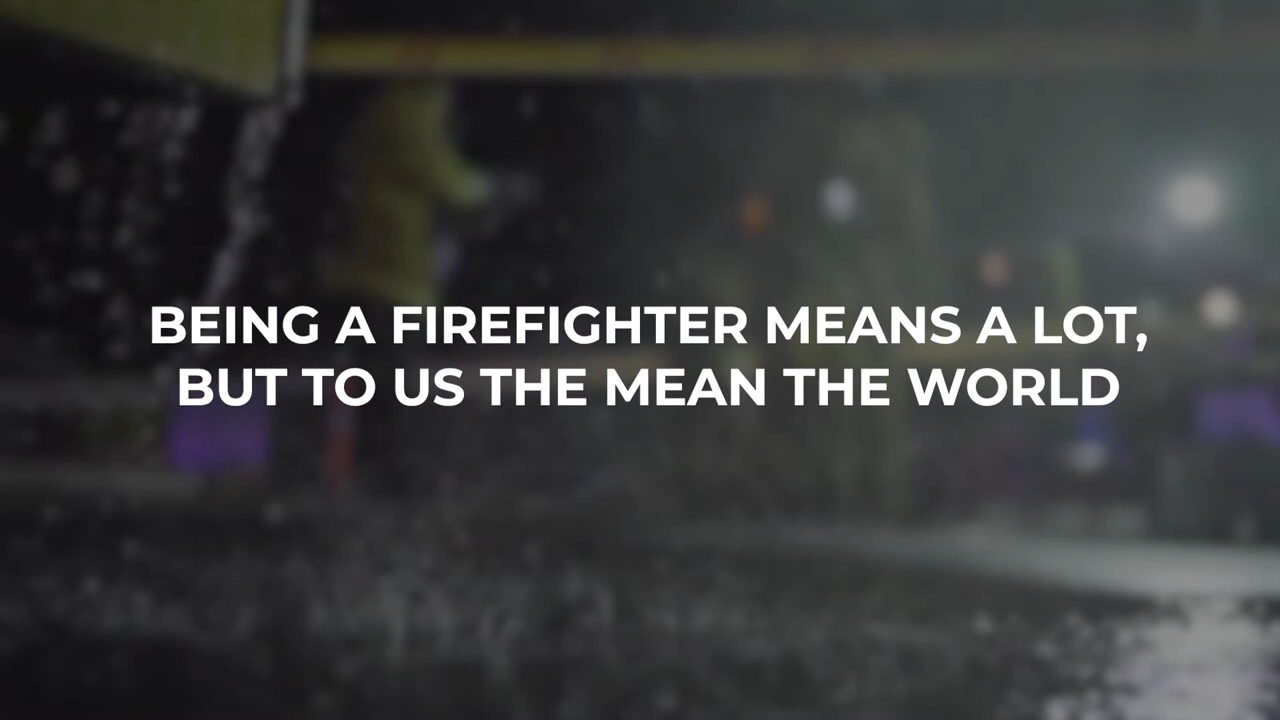 BEING A FIREFIGHTER MEANS A LOT,
BUT TO US THE MEAN THE WORLD